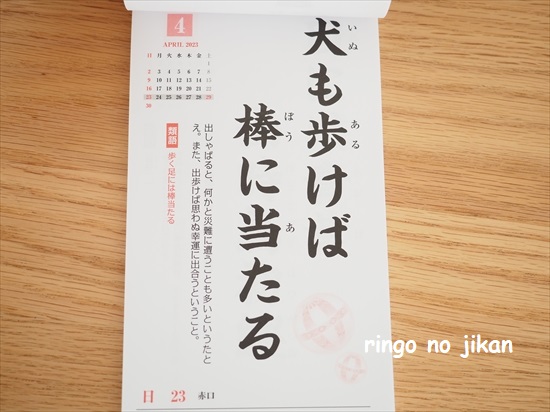 4
APRIL 2023
日 月 火 水 木 金 土
1
2 3 4 5 6 7 8
9 10 11 12 13 14 15
16 17 18 19 20 21 22
23 24 25 26 27 28 29
30
犬も歩けば
いぬ ある
棒に当たる
ぼう あ
出しゃばると、何かと災難に遭うことも多いというたと
え。また、出歩けば思わぬ幸運に出合うということ。
類語 歩く足には棒当たる
日 23 赤口
ringo no jikan